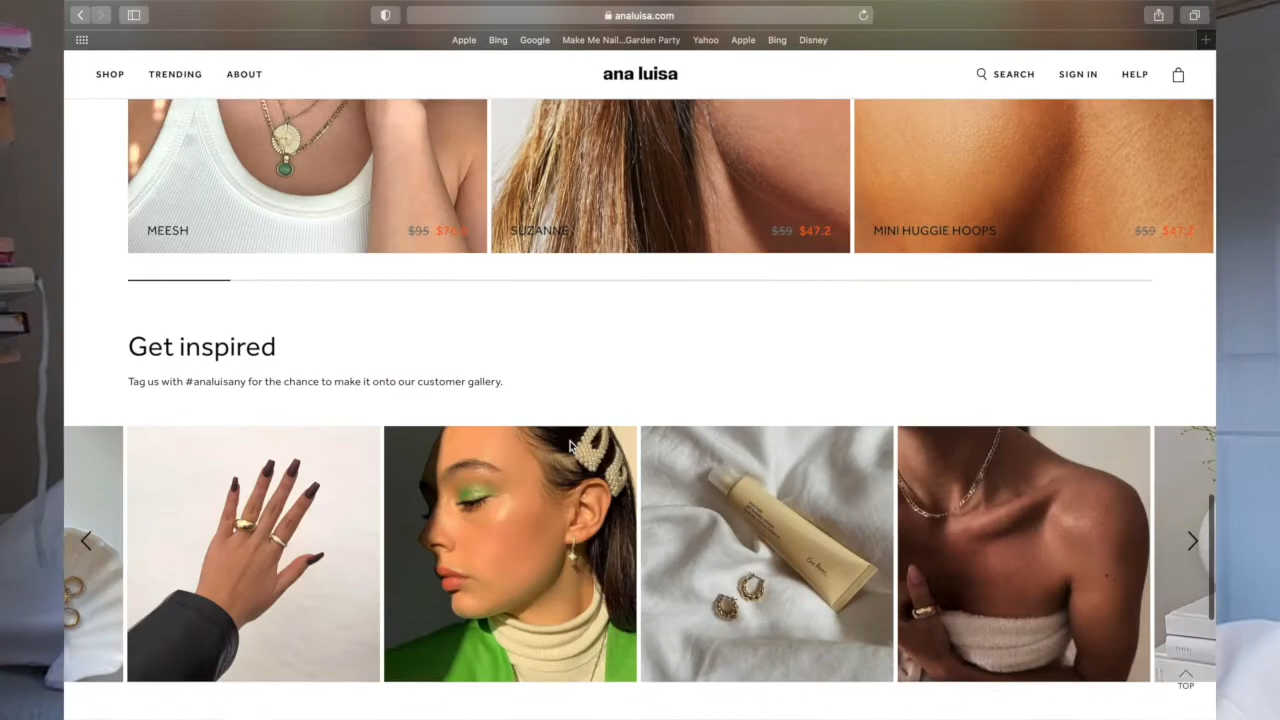 analuisa.com
Apple Bing Google Make Me Nail...Garden Party Yahoo Apple Bing Disney
SHOP TRENDING ABOUT ana luisa SEARCH SIGN IN HELP
MEESH $95 SUZANNE $59 $47.2 MINI HUGGIE HOOPS $59 $47.2
Get inspired
Tag us with #analuisany for the chance to make it onto our customer gallery.
TOP